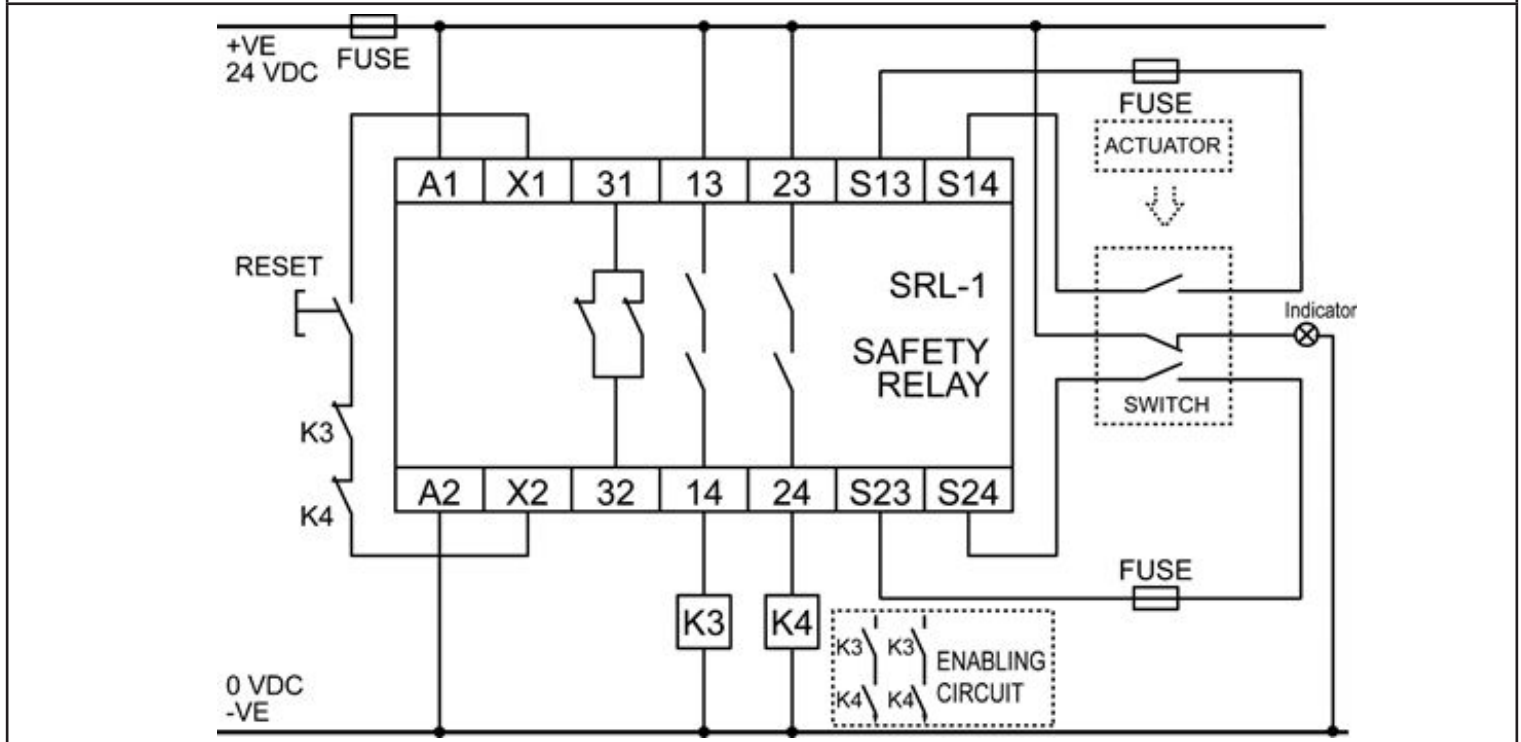 +VE
24 VDC
FUSE
FUSE
ACTUATOR
A1 X1 31 13 23 S13 S14
RESET
SRL-1
SAFETY
RELAY
Indicator
SWITCH
K3
K4
A2 X2 32 14 24 S23 S24
FUSE
K3 K4
K3 K3 ENABLING
K4 K4 CIRCUIT
0 VDC
-VE